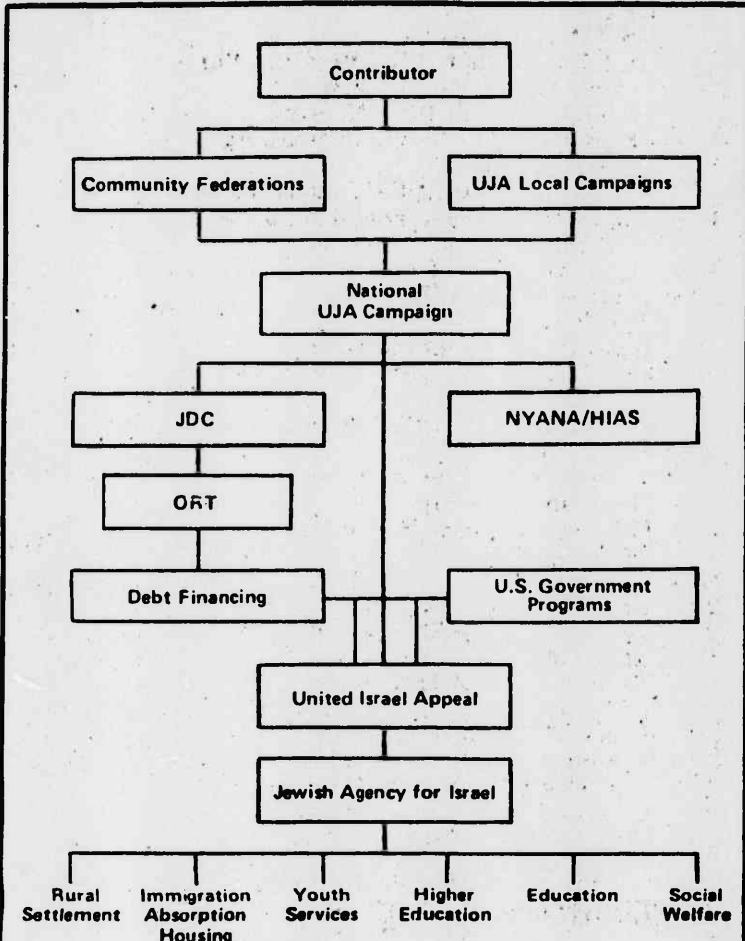 Contributor
Community Federations
UJA Local Campaigns
National
UJA Campaign
JDC
NYANA/HIAS
ORT
Debt Financing
U.S. Government
Programs
United Israel Appeal
Jewish Agency for Israel
Rural
Settlement
Immigration
Absorption
Housing
Youth
Services
Higher
Education
Education
Social
Welfare